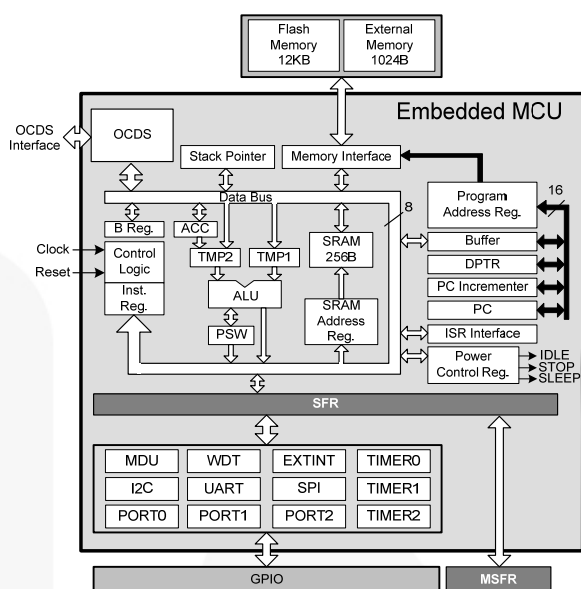 Flash
Memory
12KB
External
Memory
1024B
Embedded MCU
OCDS
Interface
OCDS
Stack Pointer
Memory Interface
Data Bus
16
Program
Address Reg.
8
B Reg.
ACC
SRAM
256B
Buffer
Clock
Reset
Control
Logic
TMP2
TMP1
DPTR
Inst.
Reg.
ALU
PC Incrementer
SRAM
Address
Reg.
PC
PSW
ISR Interface
Power
Control Reg.
IDLE
STOP
SLEEP
SFR
MDU
WDT
EXTINT
TIMER0
I2C
UART
SPI
TIMER1
PORT0
PORT1
PORT2
TIMER2
GPIO
MSFR